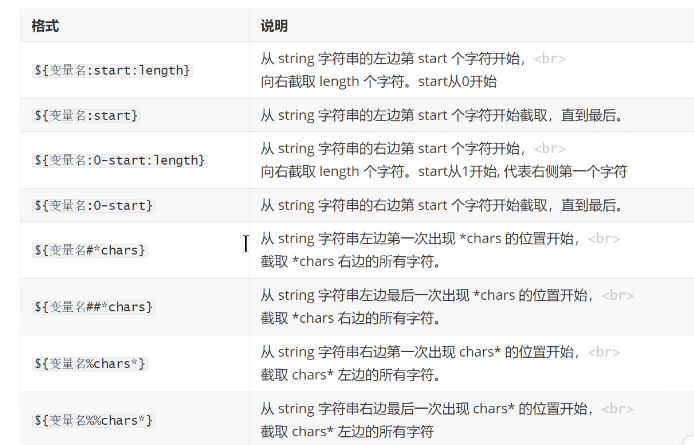 格式 说明
${变量名:start:length} 从 string 字符串的左边第 start 个字符开始，<br>
向右截取 length 个字符。start从0开始
${变量名:start} 从 string 字符串的左边第 start 个字符开始截取，直到最后。
${变量名:0-start:length} 从 string 字符串的右边第 start 个字符开始，<br>
向右截取 length 个字符。start从1开始, 代表右侧第一个字符
${变量名:0-start} 从 string 字符串的右边第 start 个字符开始截取，直到最后。
${变量名#*chars} 从 string 字符串左边第一次出现 *chars 的位置开始，<br>
截取 *chars 右边的所有字符。
${变量名##*chars} 从 string 字符串左边最后一次出现 *chars 的位置开始，<br>
截取 *chars 右边的所有字符。
${变量名%chars*} 从 string 字符串右边第一次出现 chars* 的位置开始，<br>
截取 chars* 左边的所有字符。
${变量名%%chars*} 从 string 字符串右边最后一次出现 chars* 的位置开始，<br>
截取 chars* 左边的所有字符